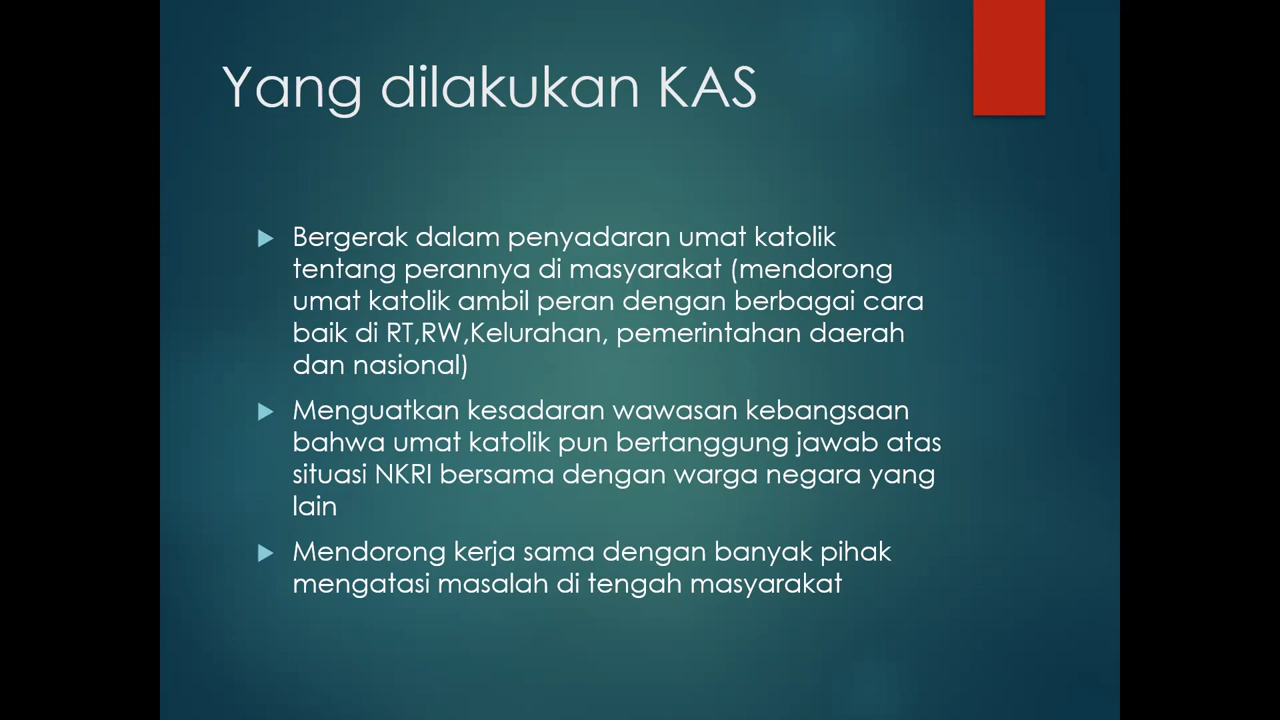 Yang dilakukan KAS
Bergerak dalam penyadaran umat katolik
tentang perannya di masyarakat (mendorong
umat katolik ambil peran dengan berbagai cara
baik di RT,RW,Kelurahan, pemerintahan daerah
dan nasional)
Menguatkan kesadaran wawasan kebangsaan
bahwa umat katolik pun bertanggung jawab atas
situasi NKRI bersama dengan warga negara yang
lain
Mendorong kerja sama dengan banyak pihak
mengatasi masalah di tengah masyarakat